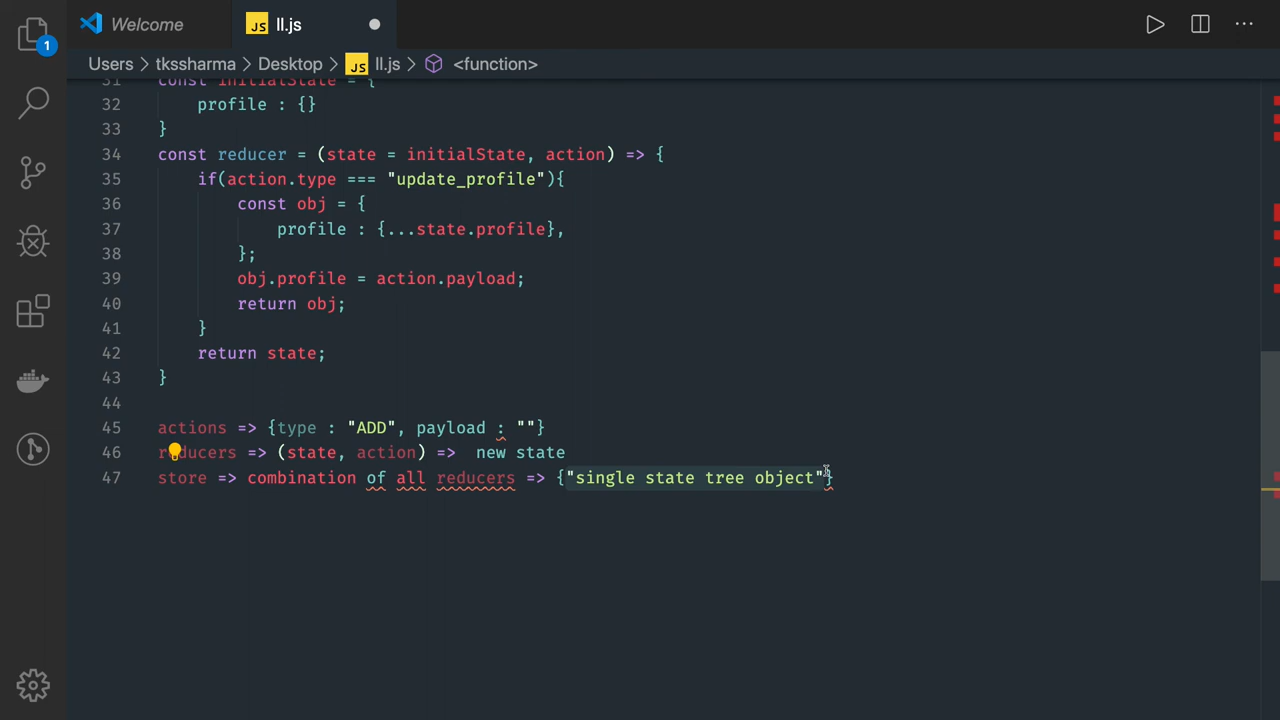 1
Welcome
JS ll.js
Users > tkssharma > Desktop > JS ll.js > <function>
31 const initialState = {
32 profile : {}
33 }
34 const reducer = (state = initialState, action) => {
35 if(action.type === "update_profile"){
36 const obj = {
37 profile : {...state.profile},
38 };
39 obj.profile = action.payload;
40 return obj;
41 }
42 return state;
43 }
44
45 actions => {type : "ADD", payload : ""}
46 reducers => (state, action) =>  new state
47 store => combination of all reducers => {"single state tree object"}